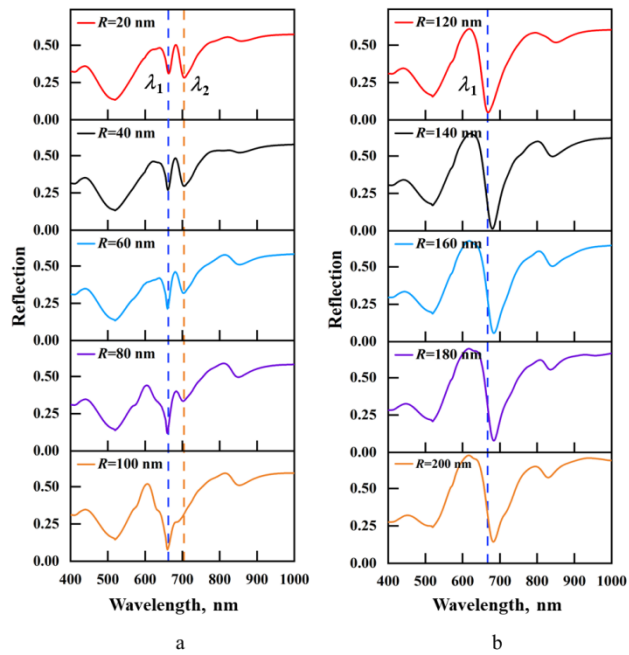 R=20 nm
0.50
0.25
0.00
λ1
λ2
R=40 nm
0.50
0.25
0.00
R=60 nm
0.50
0.25
0.00
R=80 nm
0.50
0.25
0.00
R=100 nm
0.50
0.25
0.00
400 500 600 700 800 900 1000
Reflection
Wavelength, nm
a
R=120 nm
0.50
0.25
0.00
λ1
R=140 nm
0.50
0.25
0.00
R=160 nm
0.50
0.25
0.00
R=180 nm
0.50
0.25
0.00
R=200 nm
0.50
0.25
0.00
400 500 600 700 800 900 1000
Reflection
Wavelength, nm
b